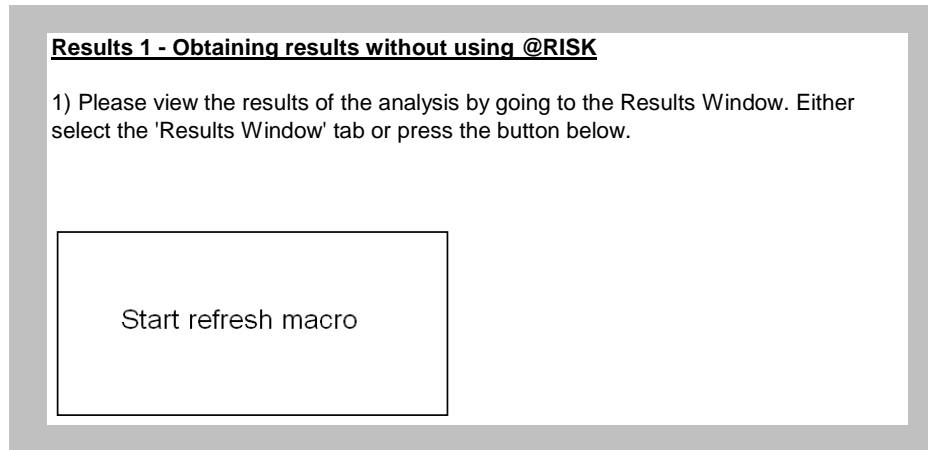 Results 1 - Obtaining results without using @RISK
1) Please view the results of the analysis by going to the Results Window. Either
select the 'Results Window' tab or press the button below.
Start refresh macro